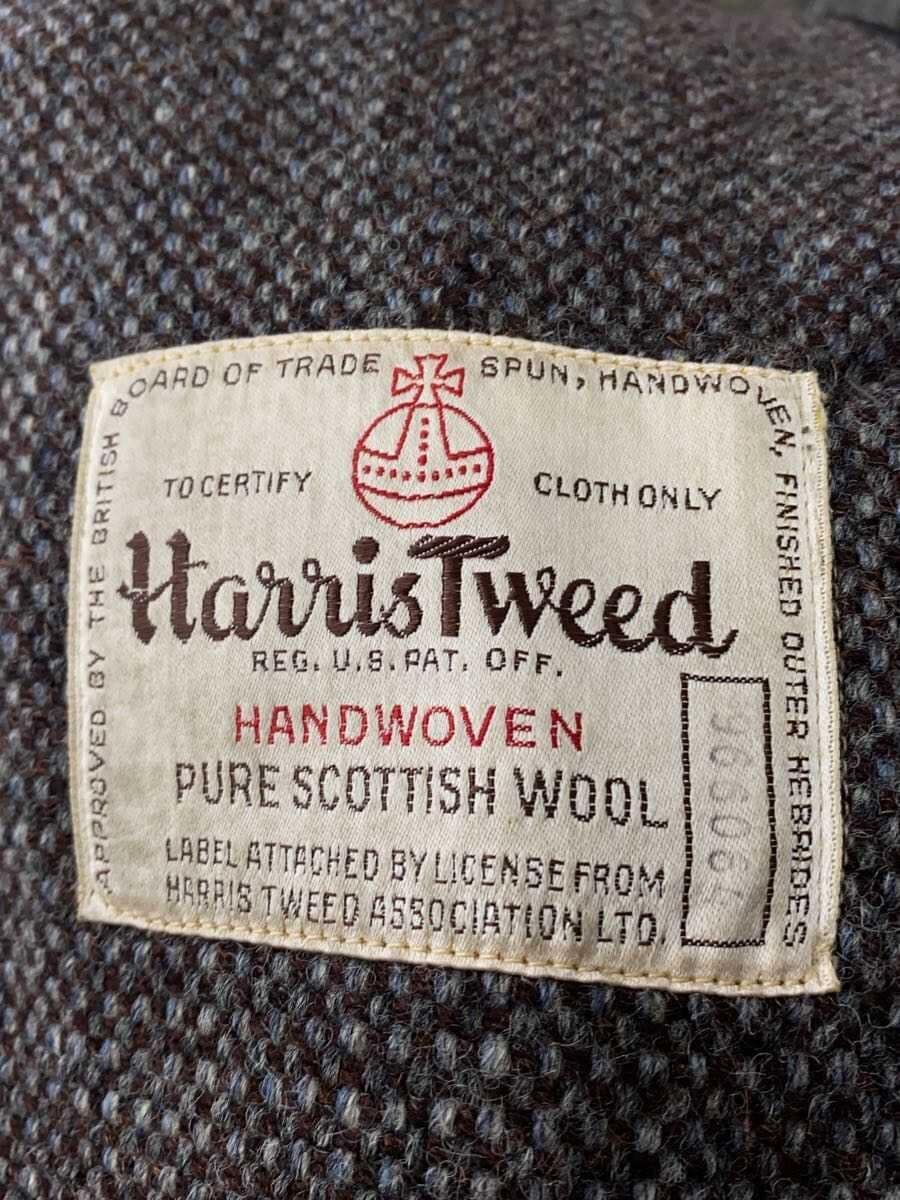 APPROVED BY THE BRITISH BOARD OF TRADE
SPUN, HANDWOVEN, FINISHED OUTER HEBRIDES
TO CERTIFY
CLOTH ONLY
Harris Tweed
REG. U.S. PAT. OFF.
HANDWOVEN
PURE SCOTTISH WOOL
LABEL ATTACHED BY LICENSE FROM
HARRIS TWEED ASSOCIATION LTD.